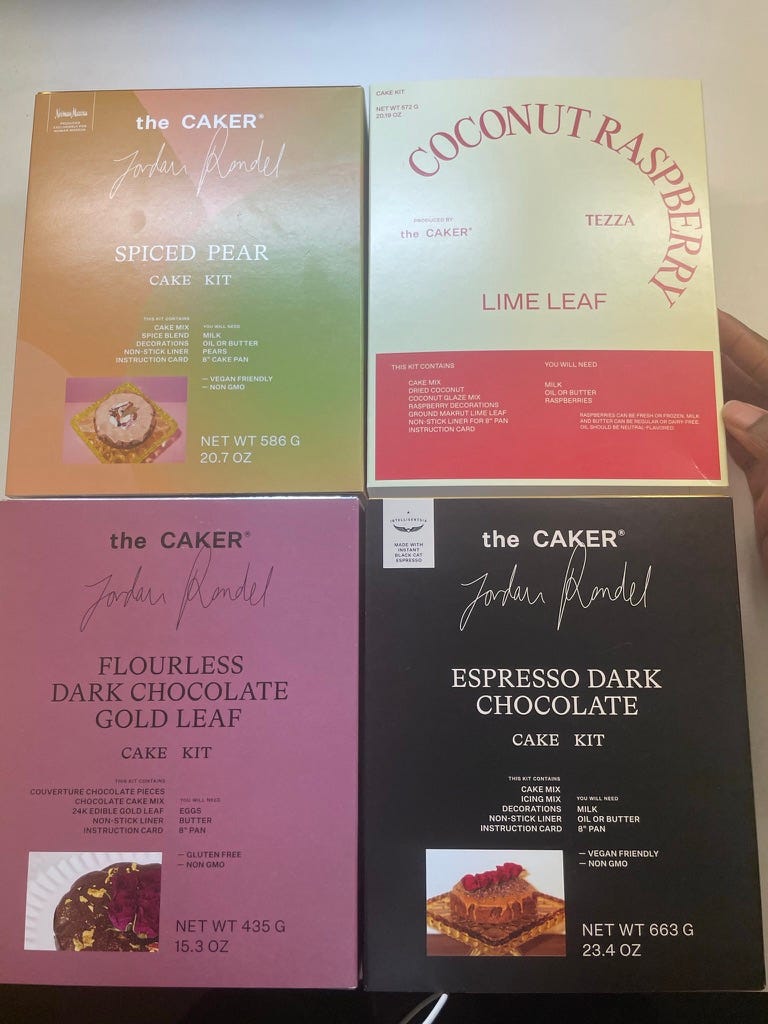 Neiman Marcus
PRODUCED
EXCLUSIVELY FOR
NEIMAN MARCUS
the CAKER®
Jordan Rondel
SPICED PEAR
CAKE KIT
THIS KIT CONTAINS
CAKE MIX
SPICE BLEND
DECORATIONS
NON-STICK LINER
INSTRUCTION CARD
YOU WILL NEED
MILK
OIL OR BUTTER
PEARS
8" CAKE PAN
— VEGAN FRIENDLY
— NON GMO
NET WT 586 G
20.7 OZ
CAKE KIT
NET WT 572 G
20.19 OZ
COCONUT RASPBERRY
PRODUCED BY
the CAKER®
TEZZA
LIME LEAF
THIS KIT CONTAINS
CAKE MIX
DRIED COCONUT
COCONUT GLAZE MIX
RASPBERRY DECORATIONS
GROUND MAKRUT LIME LEAF
NON-STICK LINER FOR 8" PAN
INSTRUCTION CARD
YOU WILL NEED
MILK
OIL OR BUTTER
RASPBERRIES
RASPBERRIES CAN BE FRESH OR FROZEN. MILK
AND BUTTER CAN BE REGULAR OR DAIRY-FREE.
OIL SHOULD BE NEUTRAL-FLAVORED.
the CAKER®
Jordan Rondel
FLOURLESS
DARK CHOCOLATE
GOLD LEAF
CAKE KIT
THIS KIT CONTAINS
COUVERTURE CHOCOLATE PIECES
CHOCOLATE CAKE MIX
24K EDIBLE GOLD LEAF
NON-STICK LINER
INSTRUCTION CARD
YOU WILL NEED
EGGS
BUTTER
8" PAN
— GLUTEN FREE
— NON GMO
NET WT 435 G
15.3 OZ
INTELLIGENTSIA
MADE WITH
INSTANT
BLACK CAT
ESPRESSO
the CAKER®
Jordan Rondel
ESPRESSO DARK
CHOCOLATE
CAKE KIT
THIS KIT CONTAINS
CAKE MIX
ICING MIX
DECORATIONS
NON-STICK LINER
INSTRUCTION CARD
YOU WILL NEED
MILK
OIL OR BUTTER
8" PAN
— VEGAN FRIENDLY
— NON GMO
NET WT 663 G
23.4 OZ